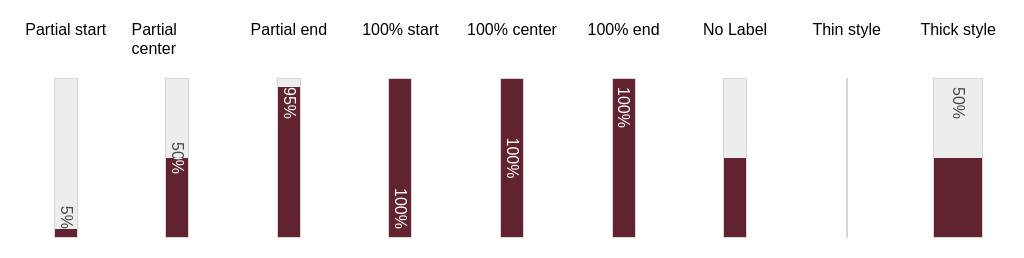 Partial start
Partial
center
Partial end
100% start
100% center
100% end
No Label
Thin style
Thick style
5%
50%
95%
100%
100%
100%
50%